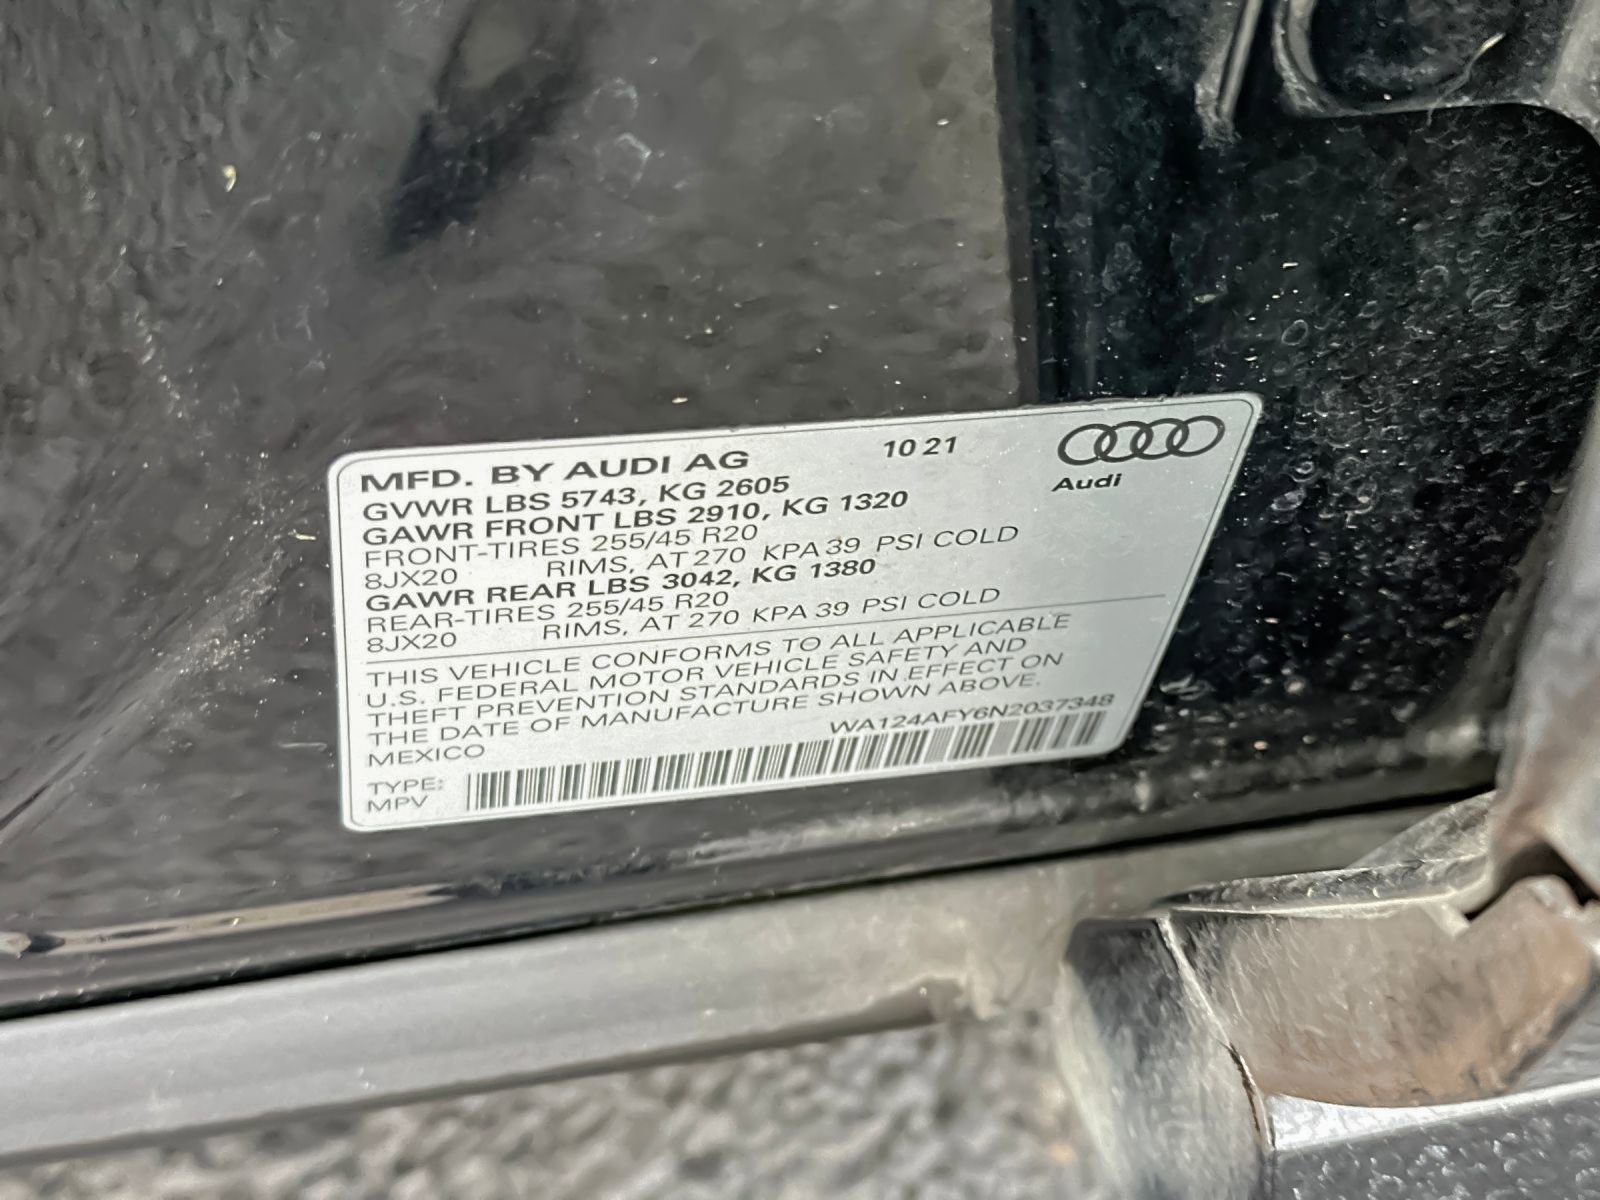 MFD. BY AUDI AG 10 21
Audi
GVWR LBS 5743, KG 2605
GAWR FRONT LBS 2910, KG 1320
FRONT-TIRES 255/45 R20
8JX20 RIMS, AT 270 KPA 39 PSI COLD
GAWR REAR LBS 3042, KG 1380
REAR-TIRES 255/45 R20
8JX20 RIMS, AT 270 KPA 39 PSI COLD
THIS VEHICLE CONFORMS TO ALL APPLICABLE
U.S. FEDERAL MOTOR VEHICLE SAFETY AND
THEFT PREVENTION STANDARDS IN EFFECT ON
THE DATE OF MANUFACTURE SHOWN ABOVE.
MEXICO WA124AFY6N2037348
TYPE:
MPV